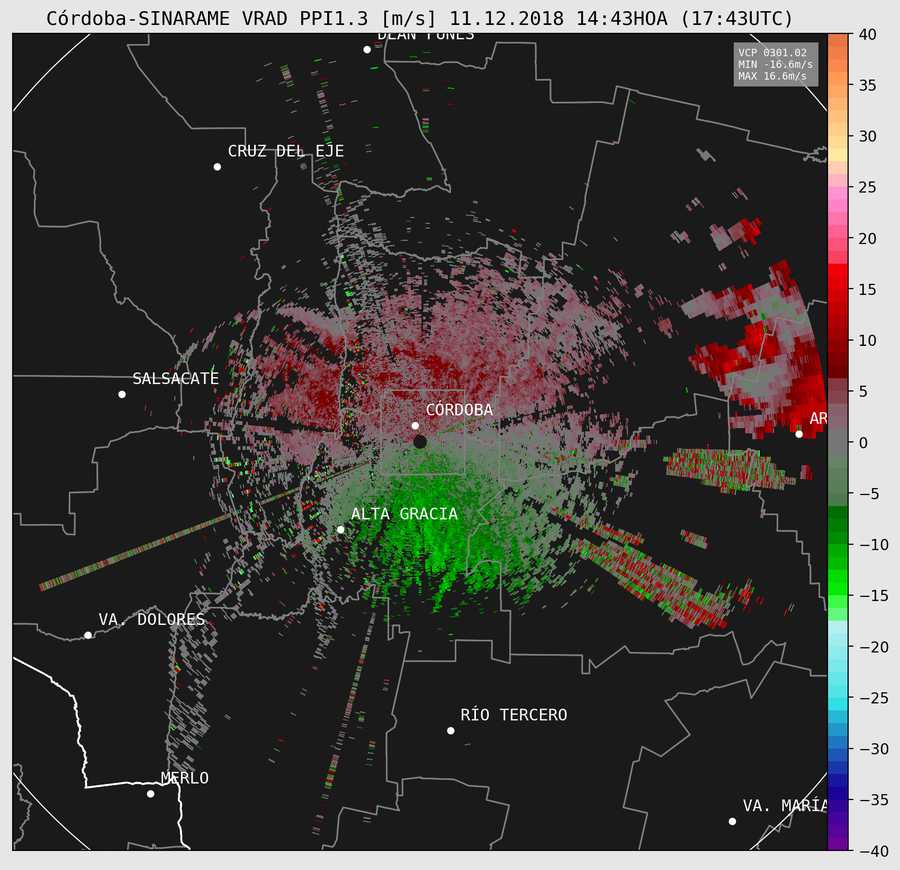 Córdoba-SINARAME VRAD PPI1.3 [m/s] 11.12.2018 14:43HOA (17:43UTC)
DEAN FUNES
VCP 0301.02
MIN -16.6m/s
MAX 16.6m/s
CRUZ DEL EJE
SALSACATE
CÓRDOBA
AR
ALTA GRACIA
VA. DOLORES
RÍO TERCERO
MERLO
VA. MARÍA
40
35
30
25
20
15
10
5
0
−5
−10
−15
−20
−25
−30
−35
−40